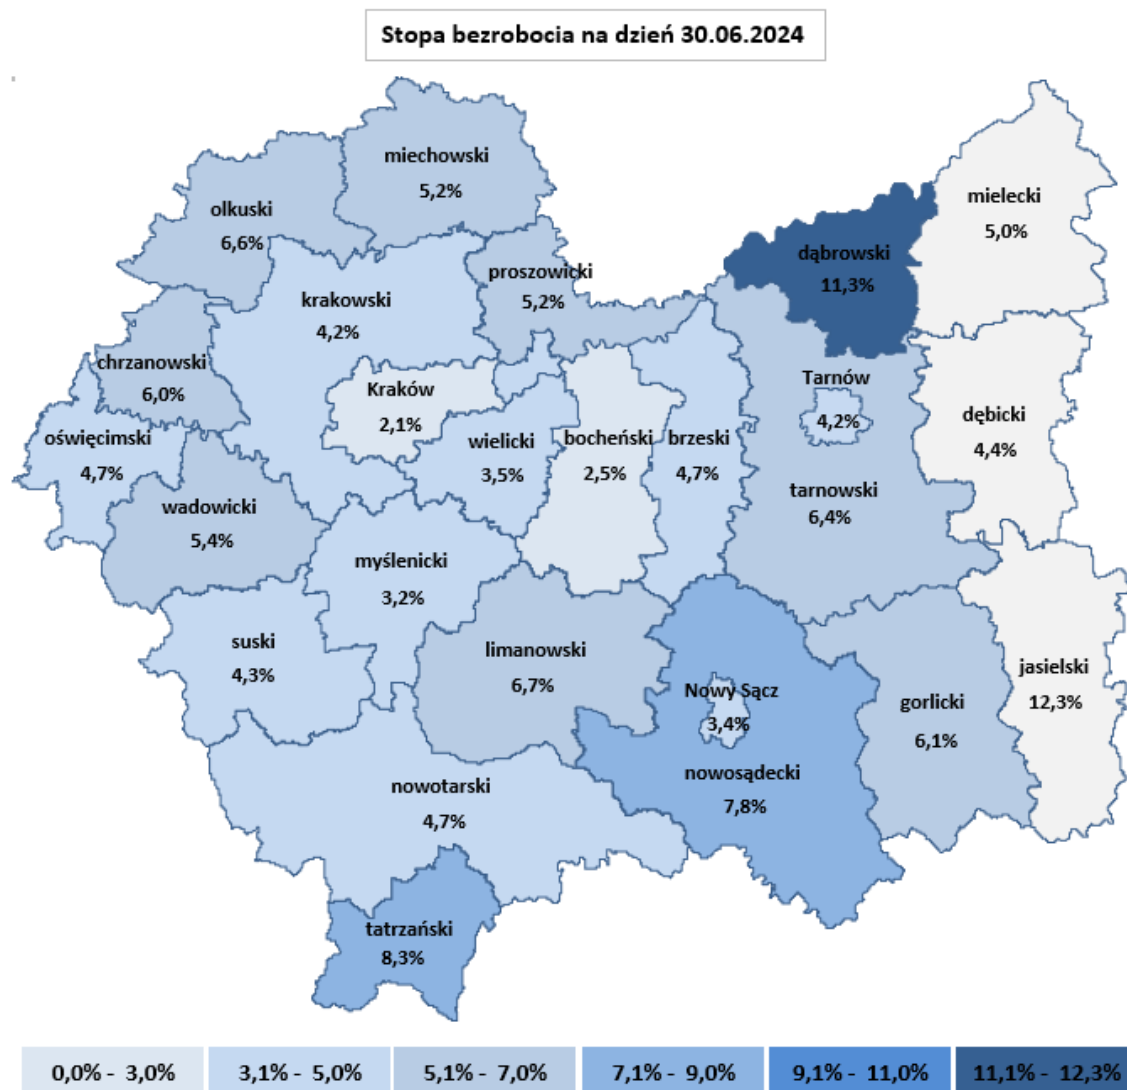 Stopa bezrobocia na dzień 30.06.2024
miechowski
5,2%
olkuski
6,6%
mielecki
5,0%
dąbrowski
11,3%
proszowicki
5,2%
krakowski
4,2%
chrzanowski
6,0%
Kraków
2,1%
Tarnów
4,2%
dębicki
4,4%
oświęcimski
4,7%
wielicki
3,5%
bocheński
2,5%
brzeski
4,7%
tarnowski
6,4%
wadowicki
5,4%
myślenicki
3,2%
suski
4,3%
limanowski
6,7%
jasielski
12,3%
Nowy Sącz
3,4%
gorlicki
6,1%
nowosądecki
7,8%
nowotarski
4,7%
tatrzański
8,3%
0,0% - 3,0% 3,1% - 5,0% 5,1% - 7,0% 7,1% - 9,0% 9,1% - 11,0% 11,1% - 12,3%